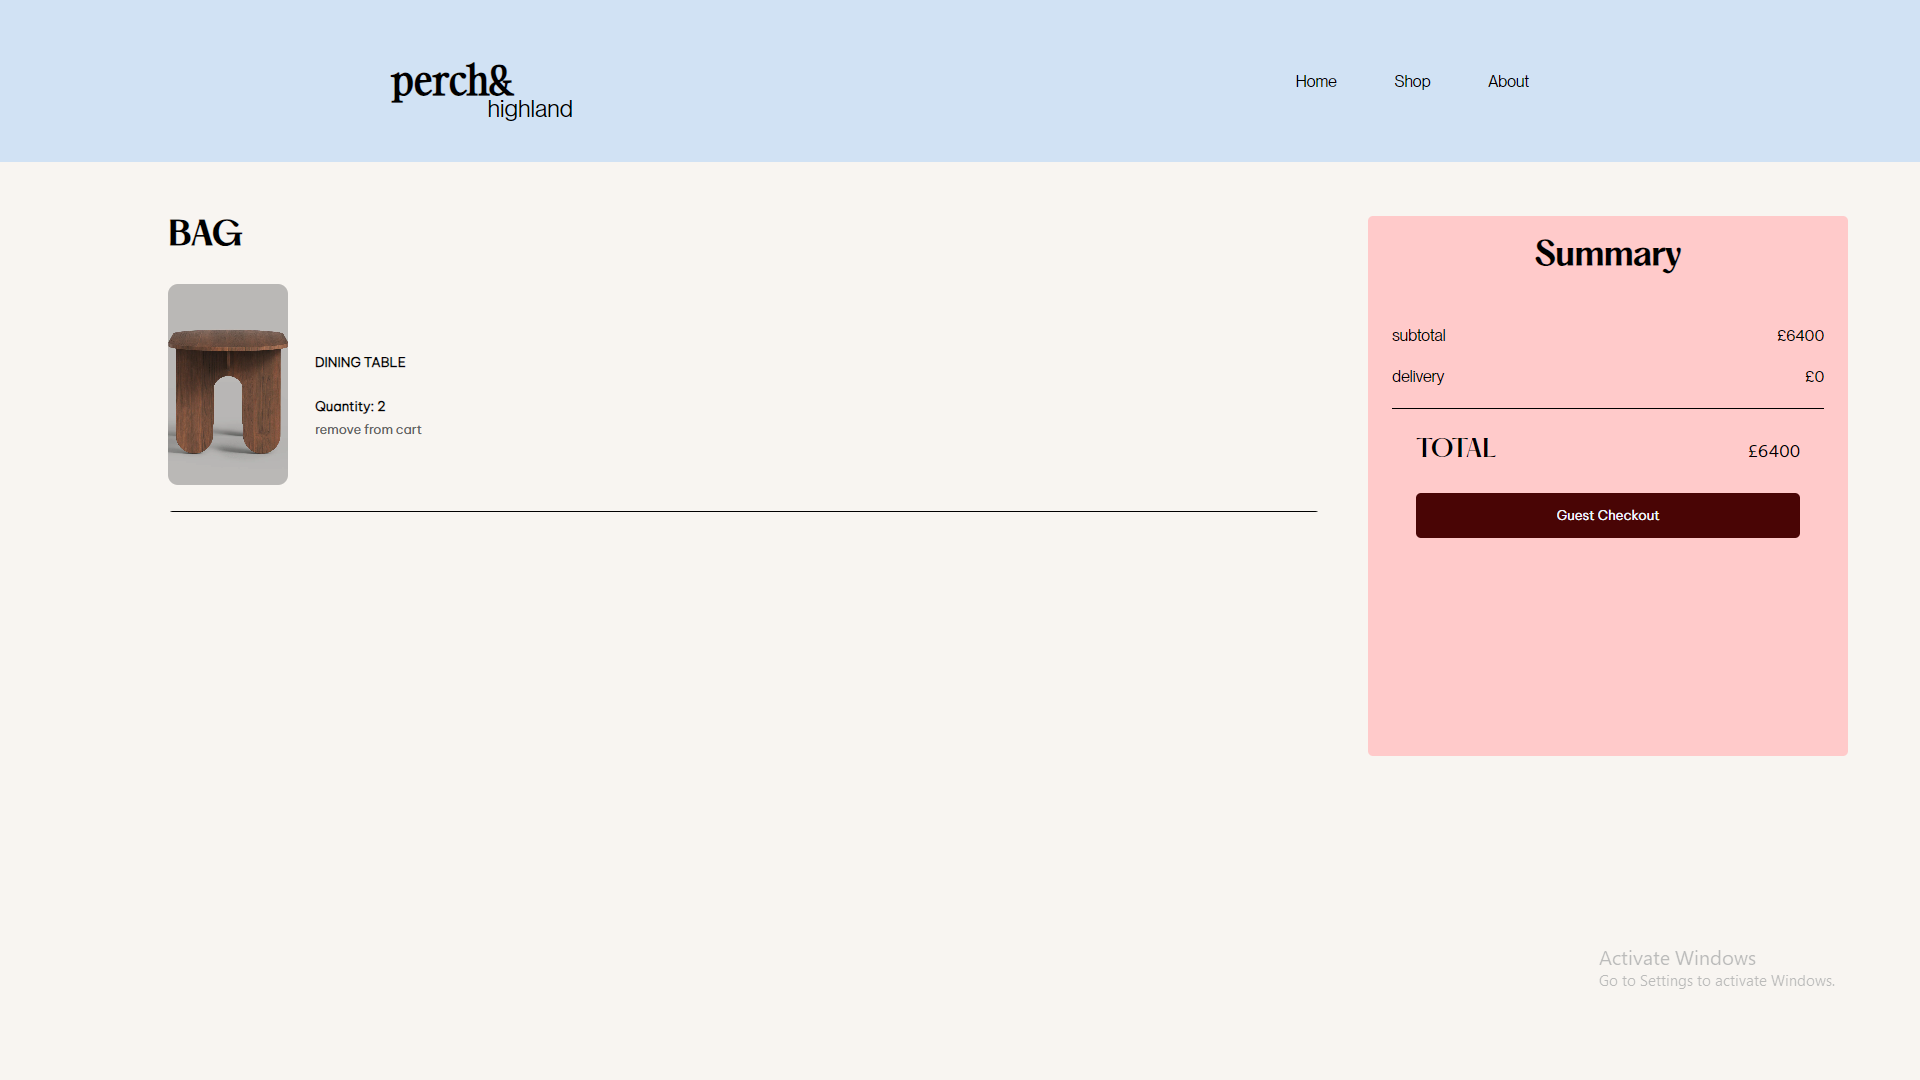 perch&
highland
Home Shop About
BAG
DINING TABLE
Quantity: 2
remove from cart
Summary
subtotal £6400
delivery £0
TOTAL £6400
Guest Checkout
Activate Windows
Go to Settings to activate Windows.